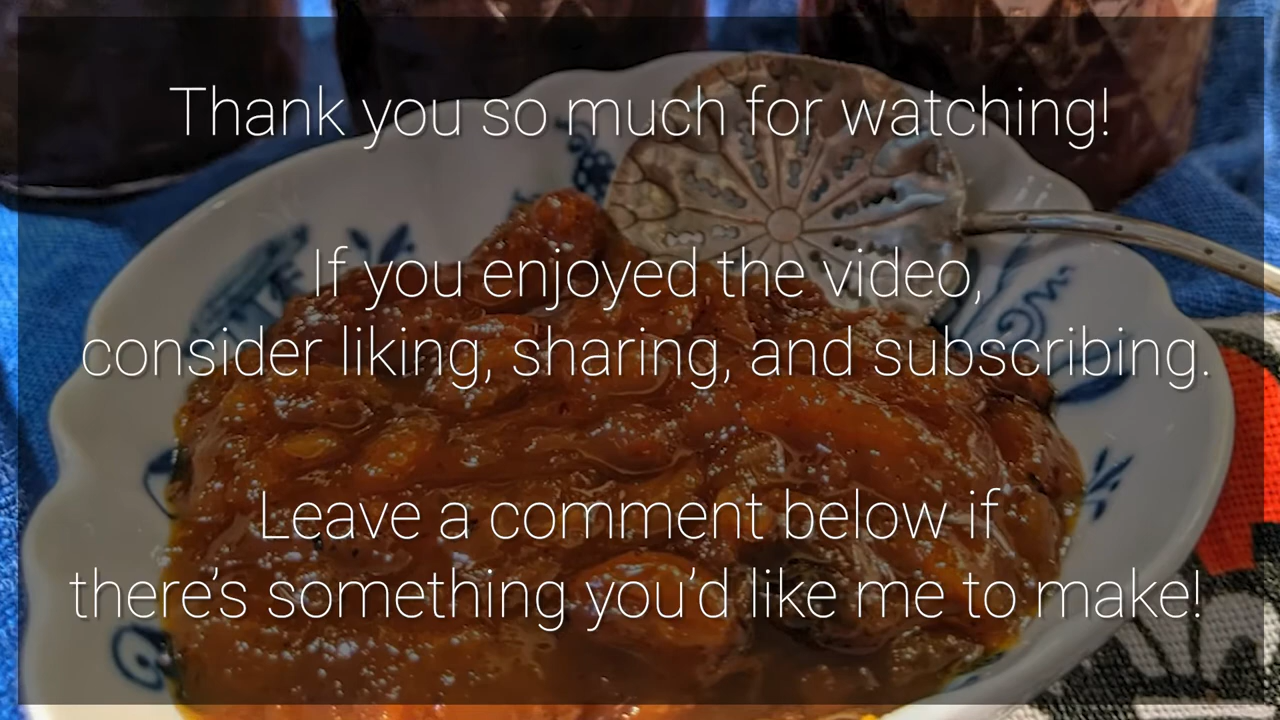 Thank you so much for watching!
If you enjoyed the video,
consider liking, sharing, and subscribing.
Leave a comment below if
there’s something you’d like me to make!